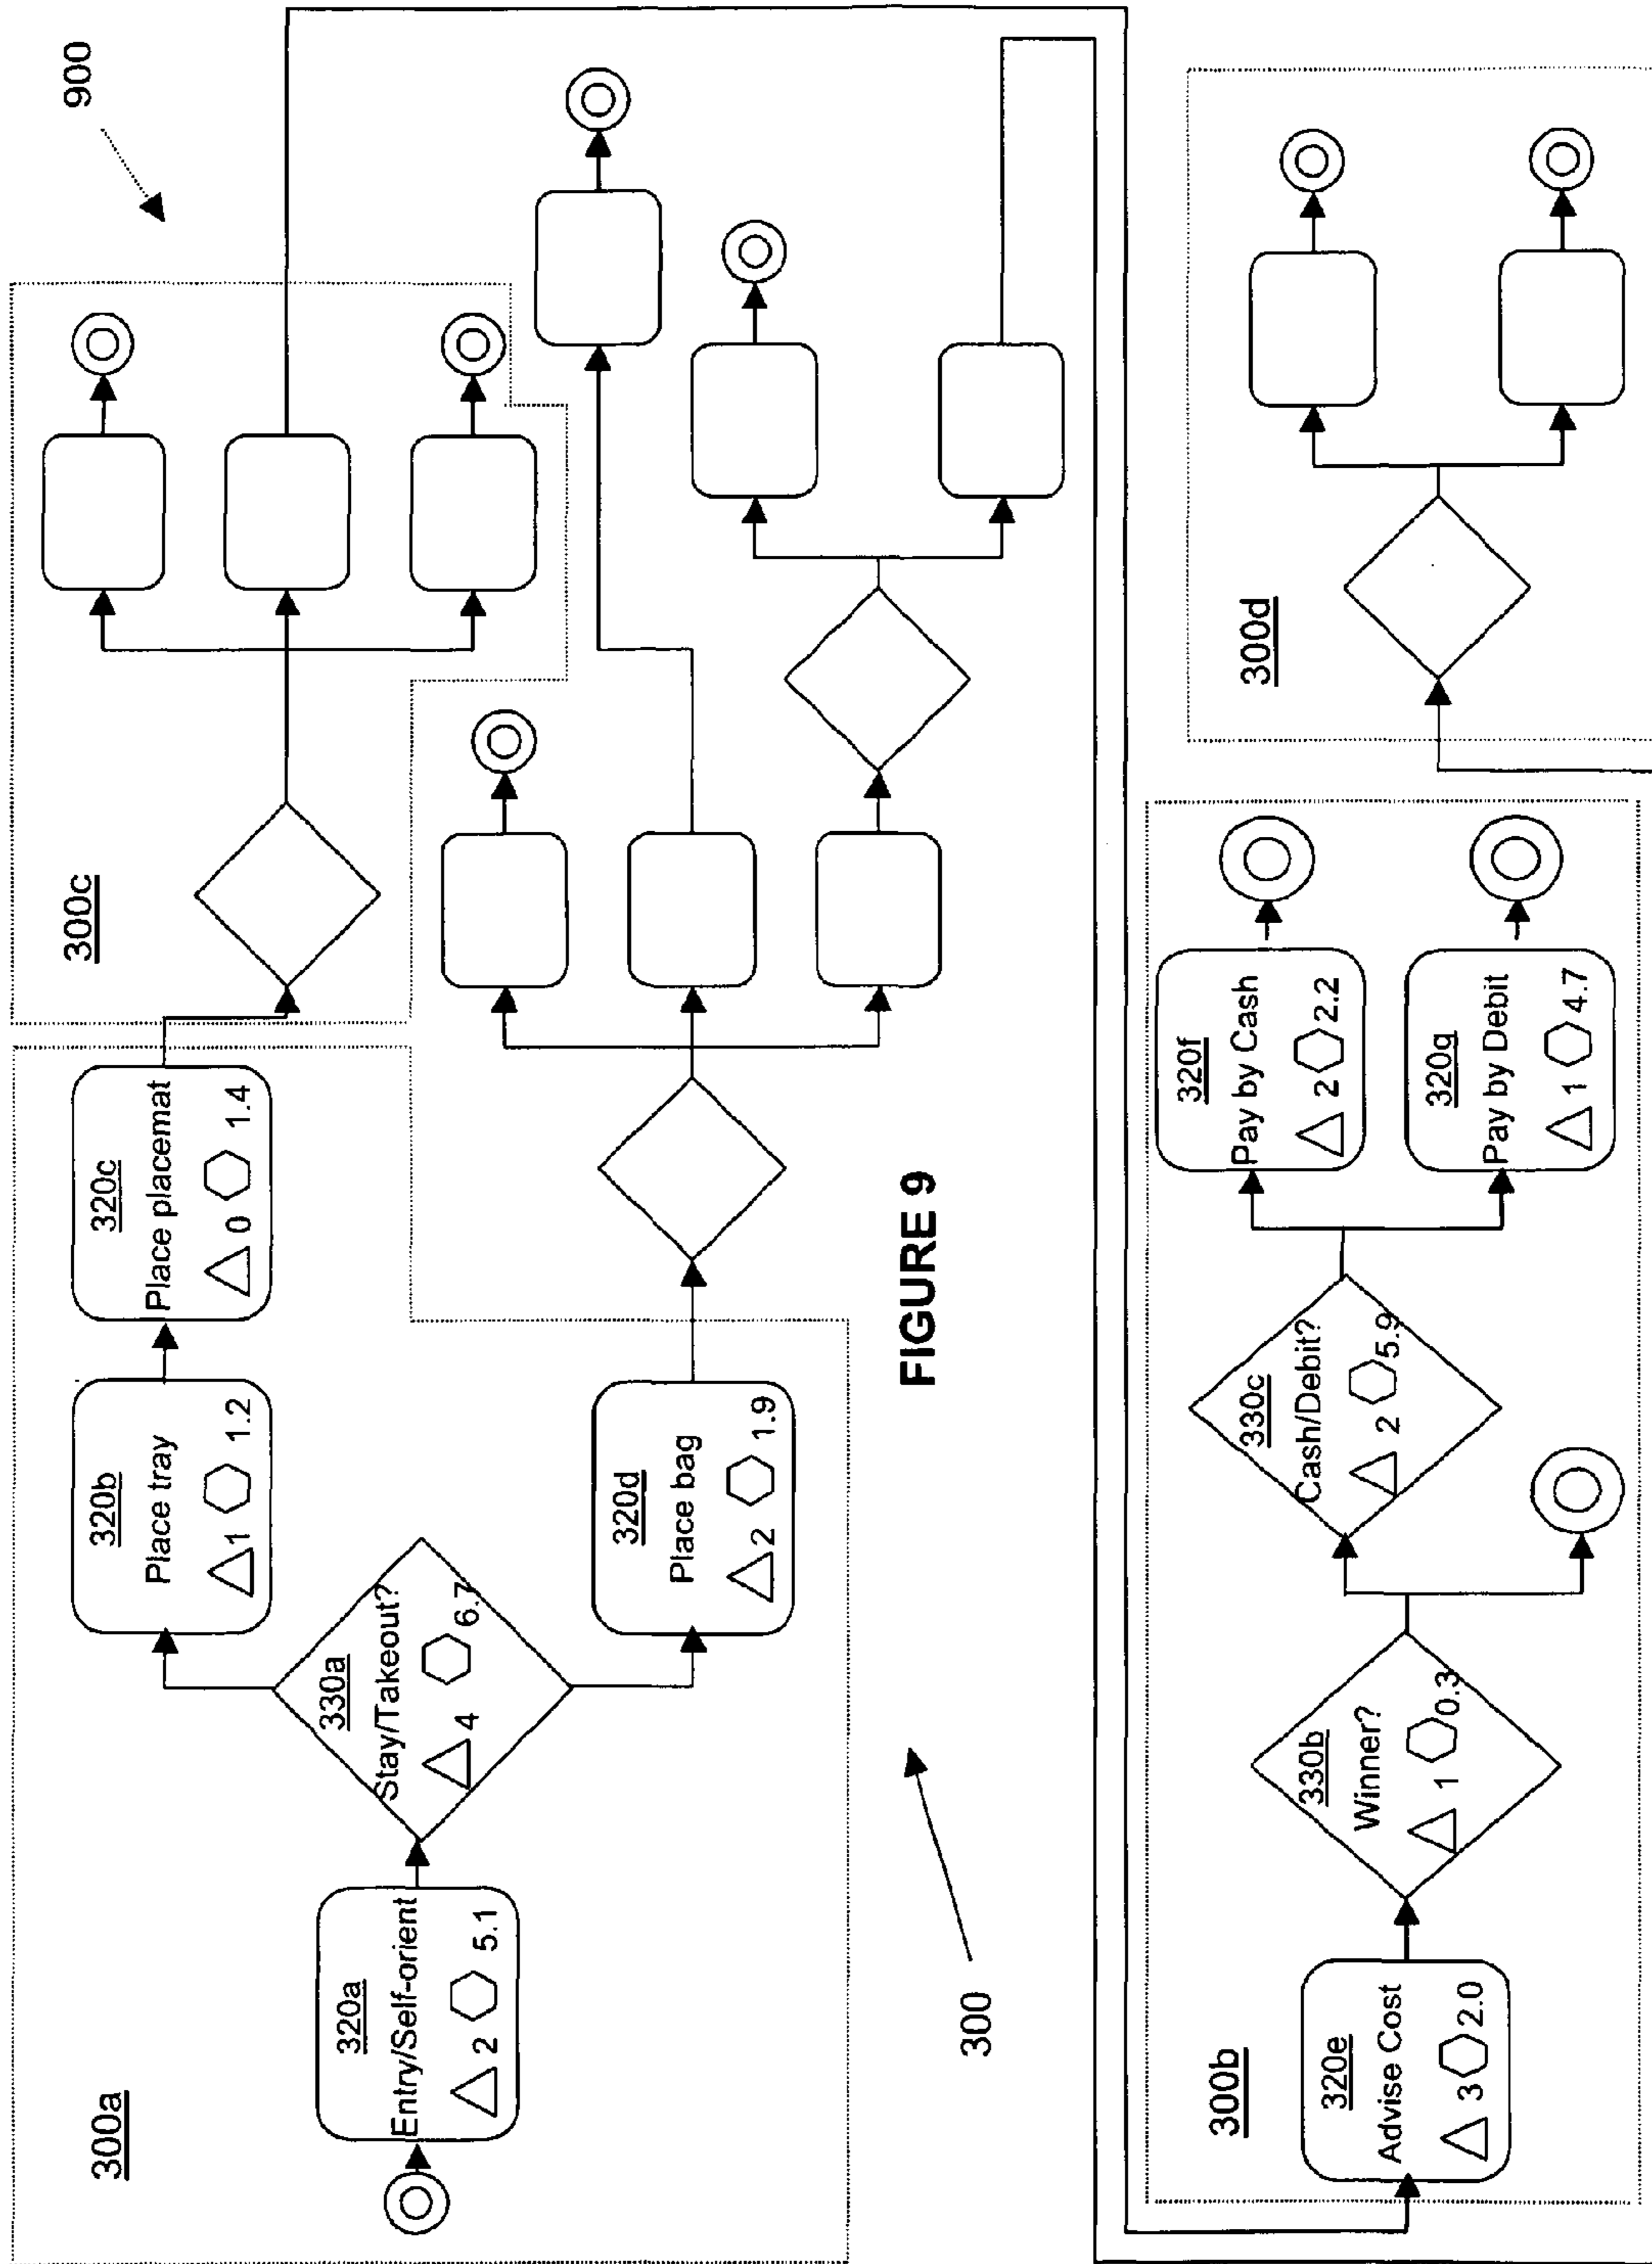 900
300a
320a
Entry/Self-orient
2 5.1
330a
Stay/Takeout?
4 6.7
320b
Place tray
1 1.2
320c
Place placemat
0 1.4
320d
Place bag
2 1.9
300c
300
FIGURE 9
300b
320e
Advise Cost
3 2.0
330b
Winner?
1 0.3
330c
Cash/Debit?
2 5.9
320f
Pay by Cash
2 2.2
320g
Pay by Debit
1 4.7
300d